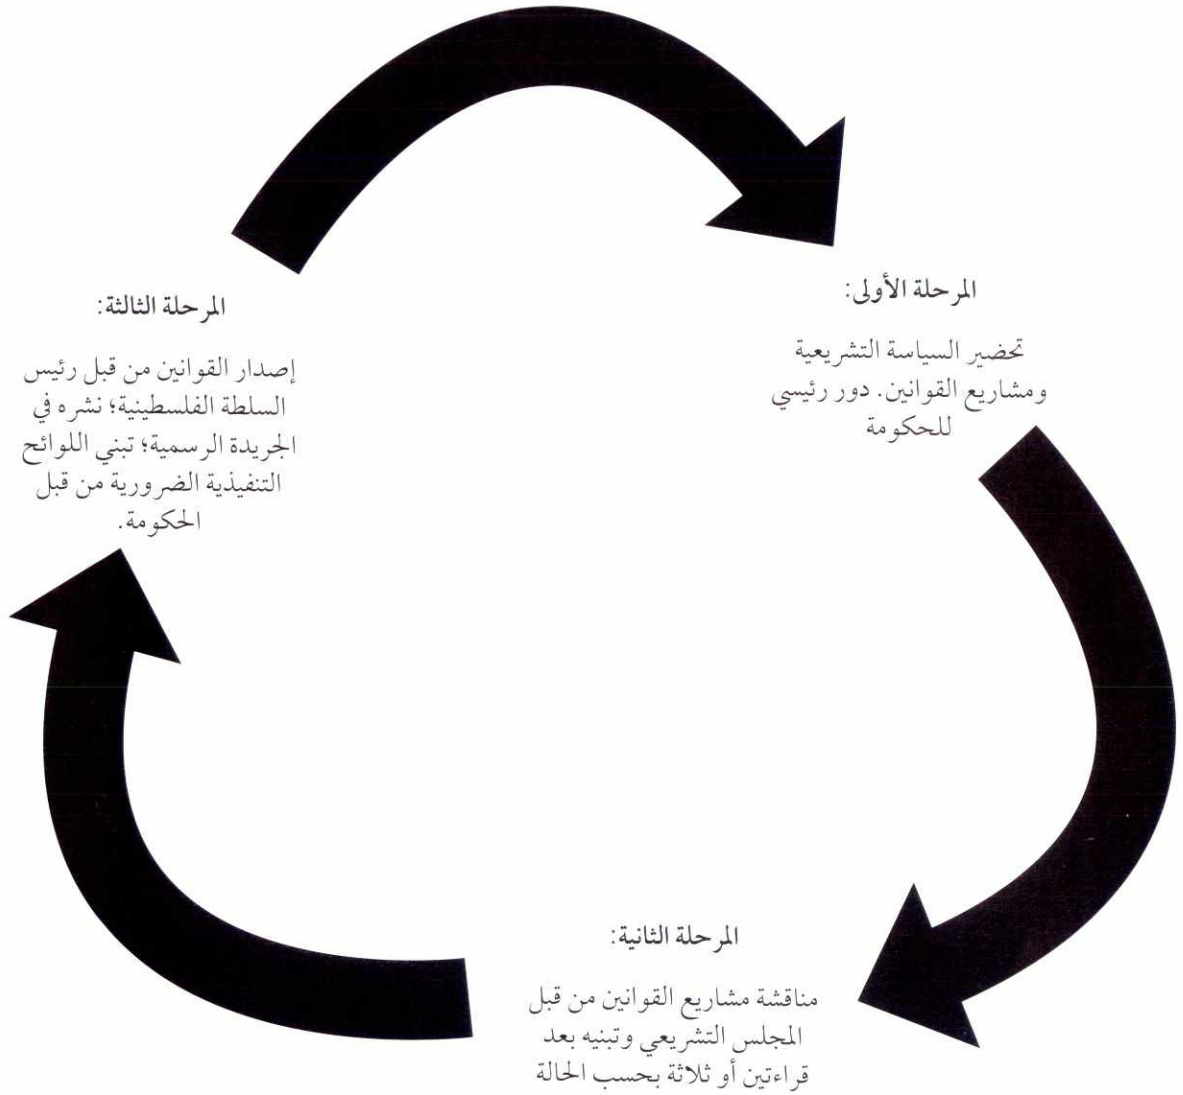 المرحلة الأولى:
تحضير السياسة التشريعية
ومشاريع القوانين. دور رئيسي
للحكومة
المرحلة الثانية:
مناقشة مشاريع القوانين من قبل
المجلس التشريعي وتبنيه بعد
قراءتين أو ثلاثة بحسب الحالة
المرحلة الثالثة:
إصدار القوانين من قبل رئيس
السلطة الفلسطينية؛ نشره في
الجريدة الرسمية؛ تبني اللوائح
التنفيذية الضرورية من قبل
الحكومة.